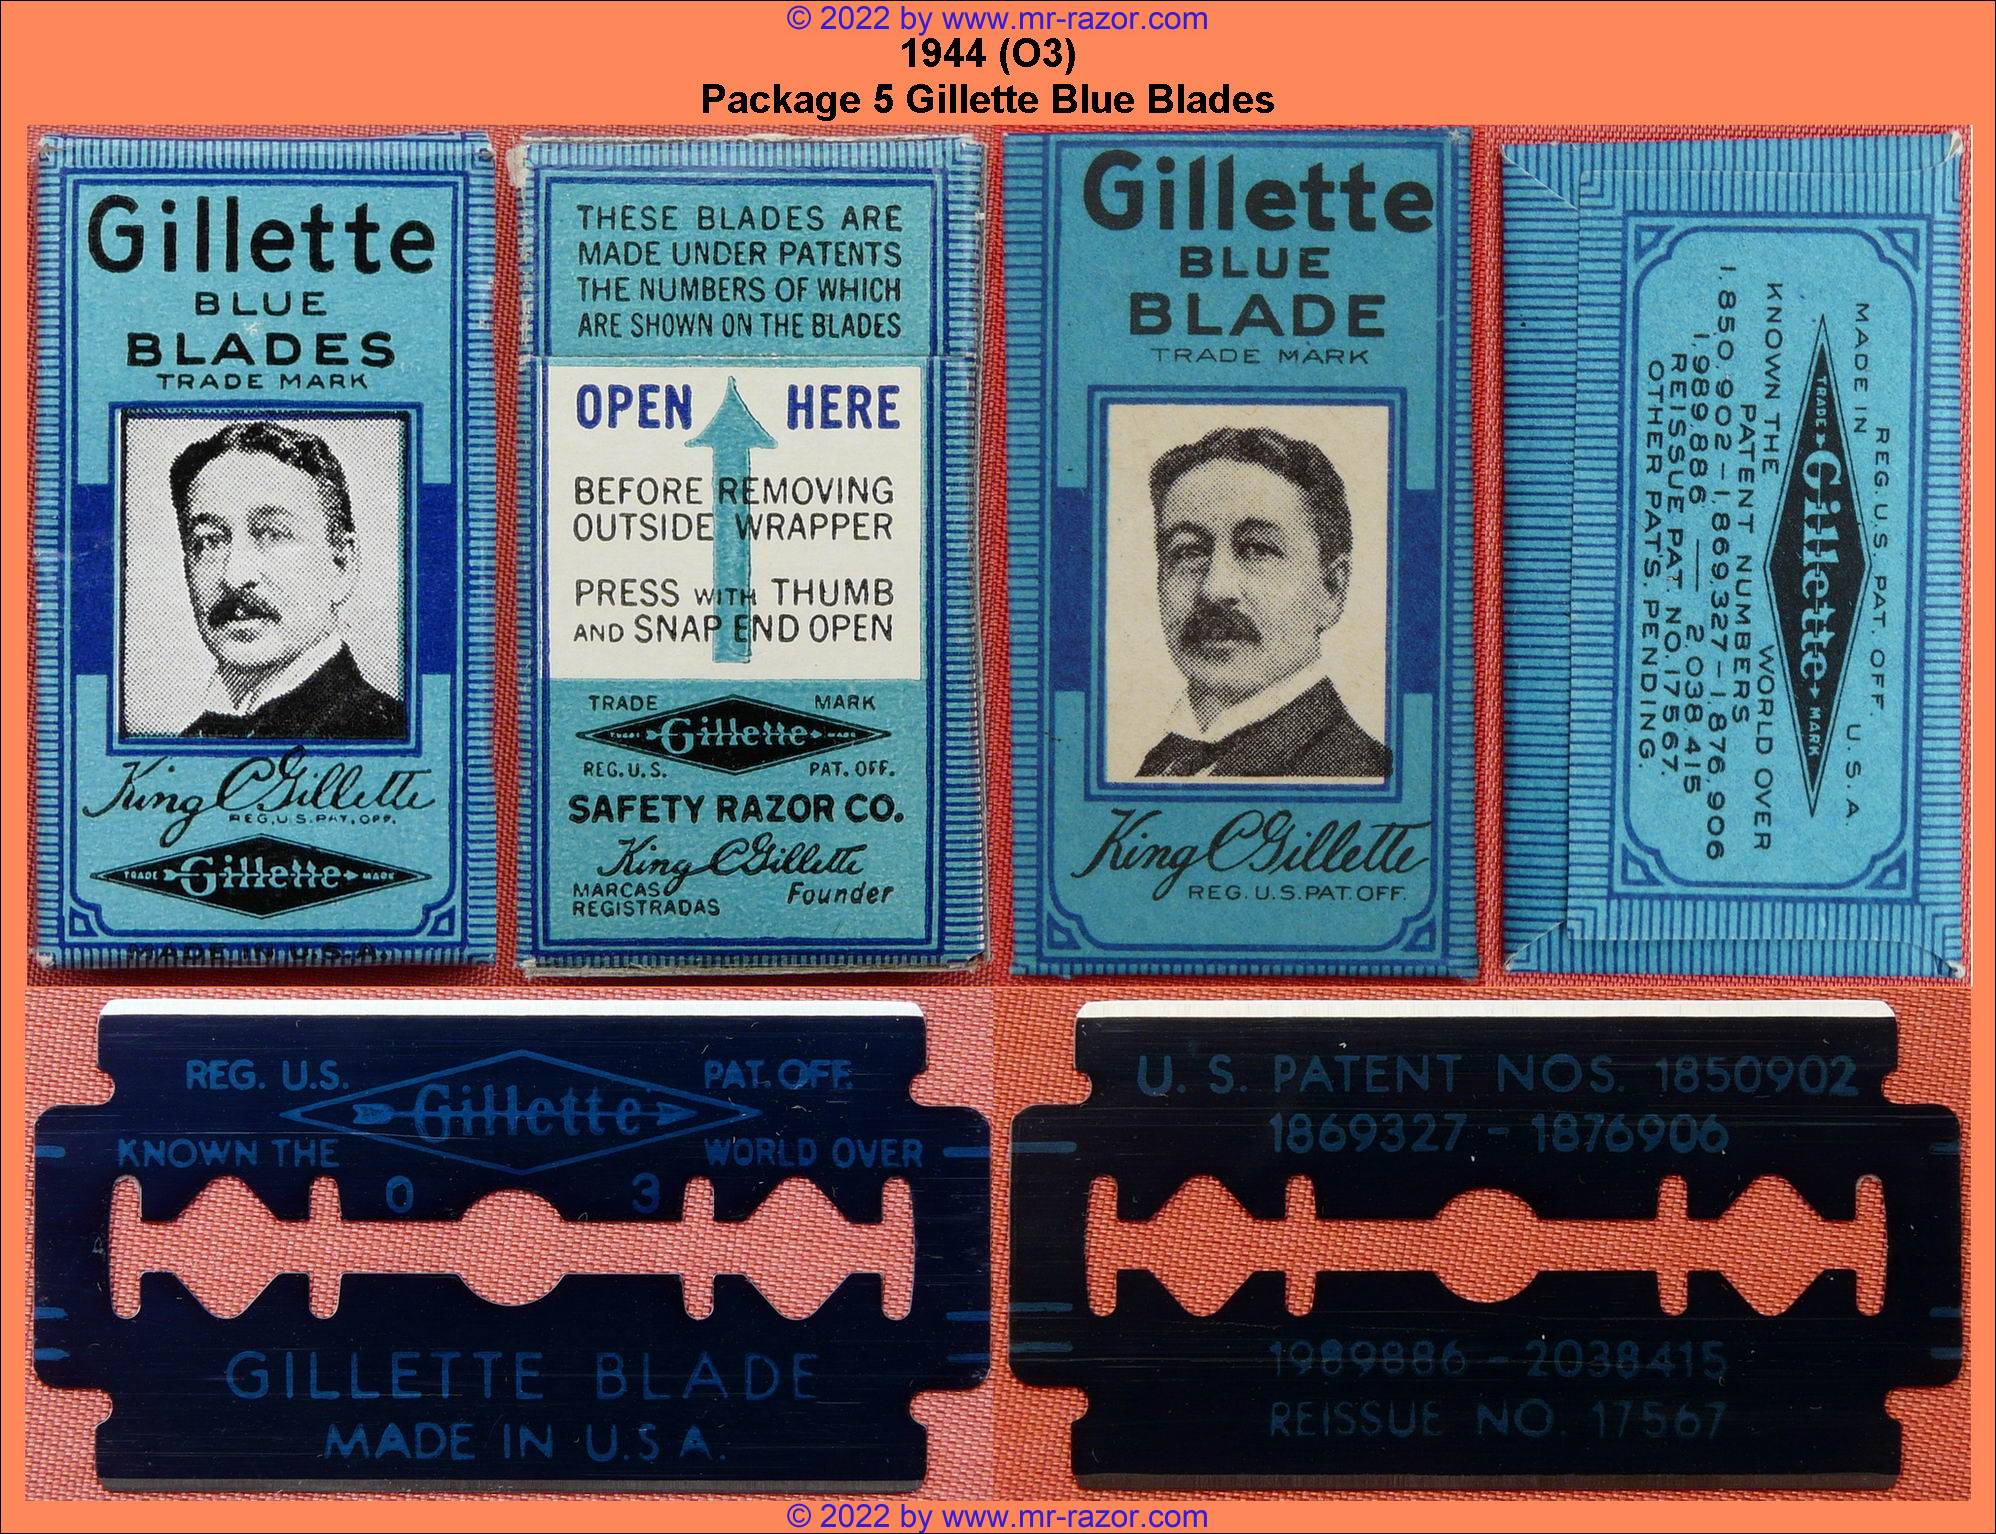 © 2022 by www.mr-razor.com
1944 (O3)
Package 5 Gillette Blue Blades
Gillette
BLUE
BLADES
TRADE MARK
King C Gillette
REG.U.S.PAT.OFF.
TRADE Gillette MARK
MADE IN U.S.A.
THESE BLADES ARE
MADE UNDER PATENTS
THE NUMBERS OF WHICH
ARE SHOWN ON THE BLADES
OPEN HERE
BEFORE REMOVING
OUTSIDE WRAPPER
PRESS WITH THUMB
AND SNAP END OPEN
TRADE MARK
TRADE Gillette MARK
REG.U.S. PAT.OFF.
SAFETY RAZOR CO.
King C Gillette
MARCAS Founder
REGISTRADAS
Gillette
BLUE
BLADE
TRADE MARK
King C Gillette
REG.U.S.PAT.OFF.
REG.U.S. PAT. OFF.
MADE IN U.S.A.
TRADE Gillette MARK
KNOWN THE WORLD OVER
PATENT NUMBERS
1,850,902-1,869,327-1,876,906
1,989,886 — 2,038,415
REISSUE PAT. NO.17,567.
OTHER PATS. PENDING.
REG. U.S. PAT. OFF.
Gillette
KNOWN THE WORLD OVER
O 3
GILLETTE BLADE
MADE IN U.S.A.
U. S. PATENT NOS. 1850902
1869327 - 1876906
1989886 - 2038415
REISSUE NO. 17567
© 2022 by www.mr-razor.com